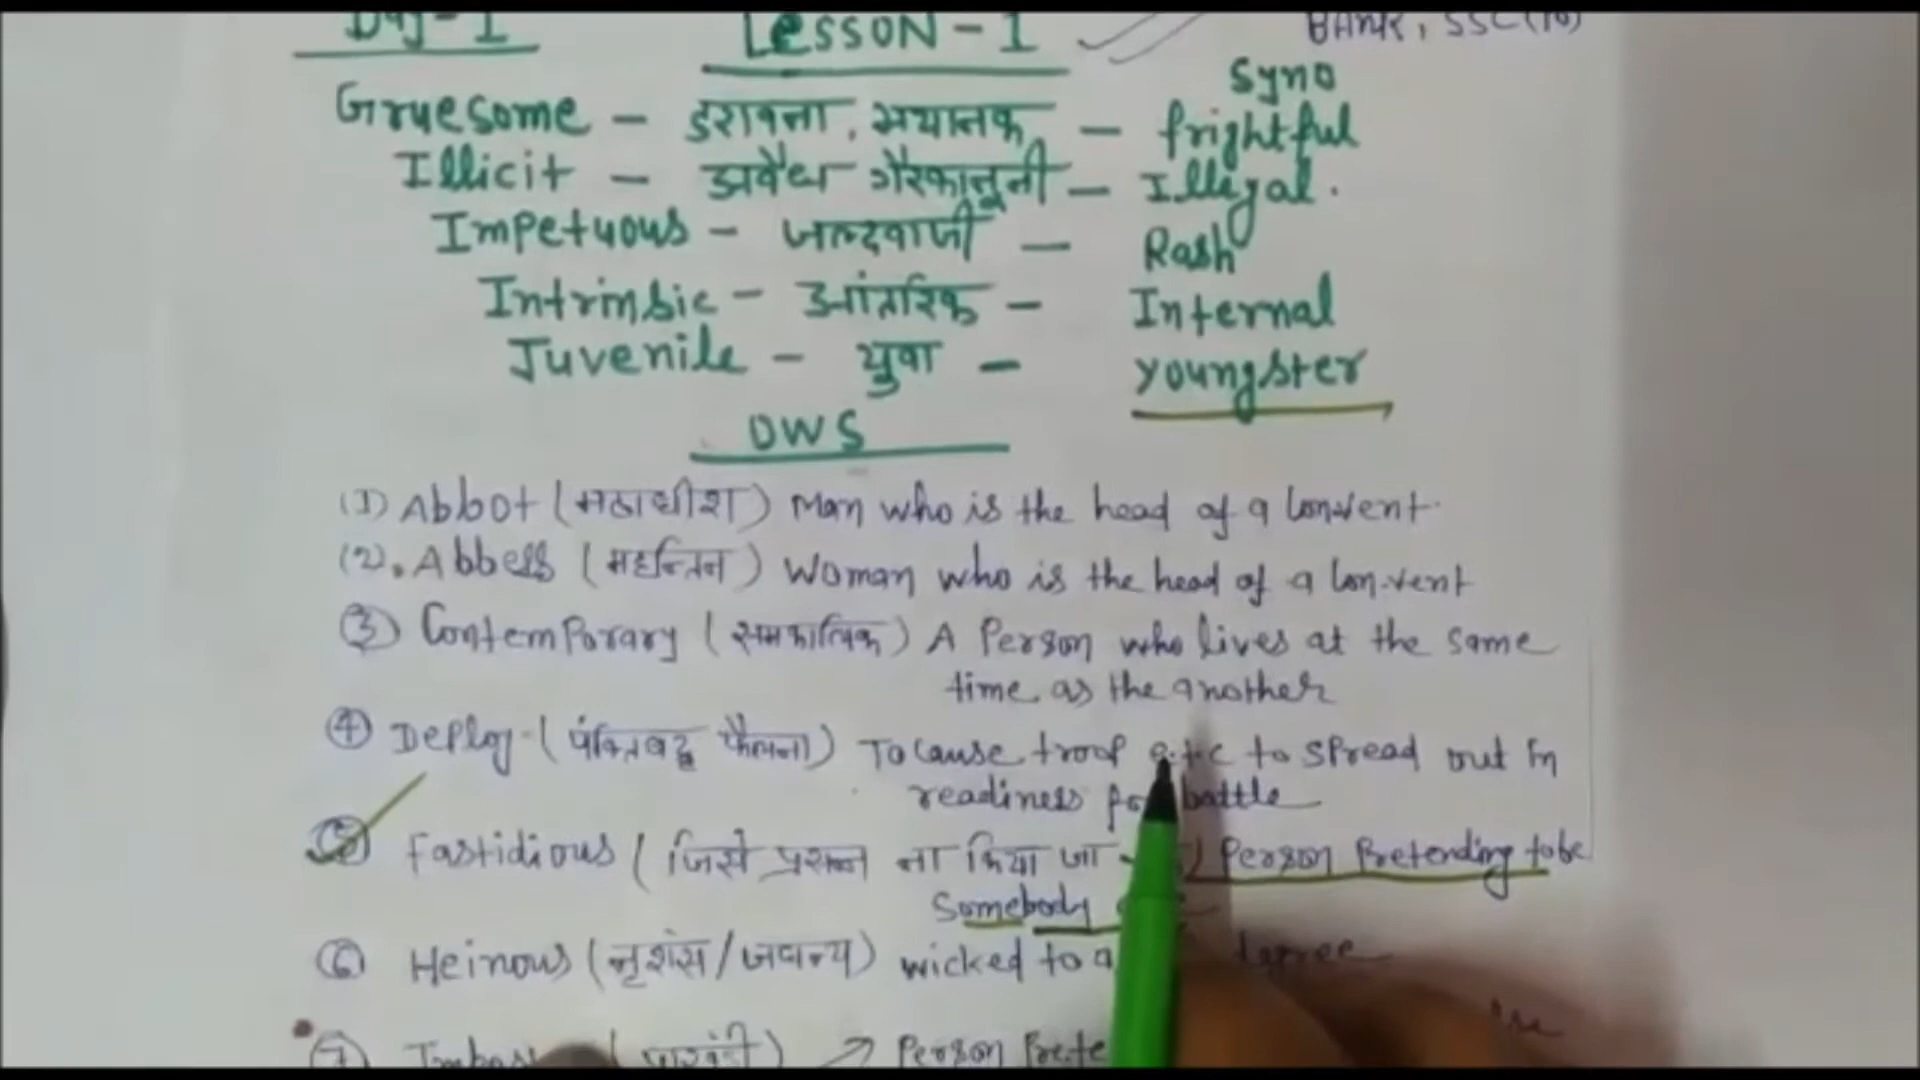 Day-1 Lesson-1 BANK, SSC(10)
Syno
Gruesome - डरावना, भयानक - frightful
Illicit - अवैध गैरकानूनी - Illegal.
Impetuous - जल्दवाजी - Rash
Intrinsic - आंतरिक - Internal
Juvenile - युवा - youngster
OWS
(1) Abbot (मठाधीश) Man who is the head of a convent.
(2). Abbess (महन्तिन) Woman who is the head of a convent
(3) Contemporary (समकालिक) A Person who lives at the same
time as the another
(4) Deploy - (पंक्तिवद्ध फैलना) To cause troop etc to spread out in
readiness for battle
(5) Fastidious (जिसे प्रसन्न ना किया जा Person Pretending to be
Somebody
(6) Heinous (नृशंस/जघन्य) wicked to a degree
(7) (पाखंडी) → Person Prete